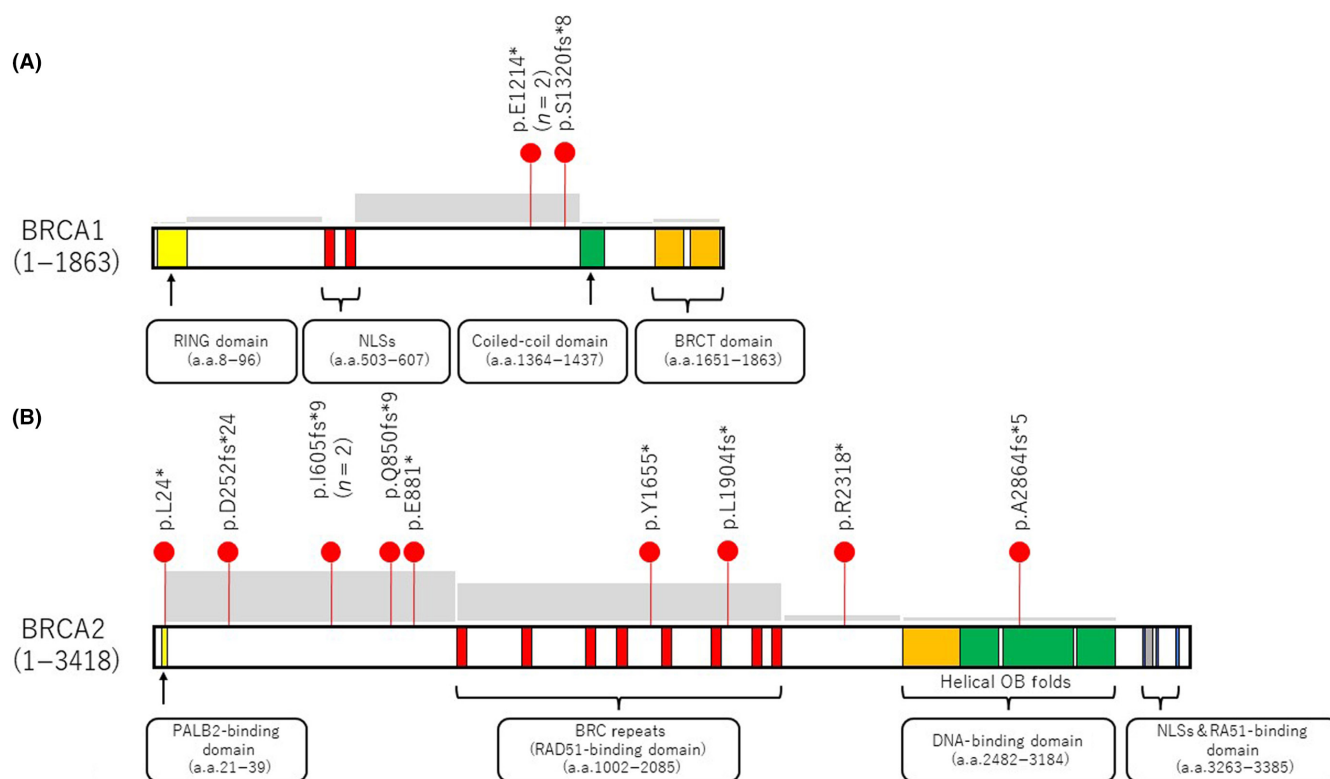 (A)
p.E1214*
(n = 2)
p.S1320fs*8
BRCA1
(1–1863)
RING domain
(a.a.8–96)
NLSs
(a.a.503–607)
Coiled-coil domain
(a.a.1364–1437)
BRCT domain
(a.a.1651–1863)
(B)
p.L24*
p.D252fs*24
p.I605fs*9
(n = 2)
p.Q850fs*9
p.E881*
p.Y1655*
p.L1904fs*
p.R2318*
p.A2864fs*5
BRCA2
(1–3418)
Helical OB folds
PALB2-binding
domain
(a.a.21–39)
BRC repeats
(RAD51-binding domain)
(a.a.1002–2085)
DNA-binding domain
(a.a.2482–3184)
NLSs & RA51-binding
domain
(a.a.3263–3385)